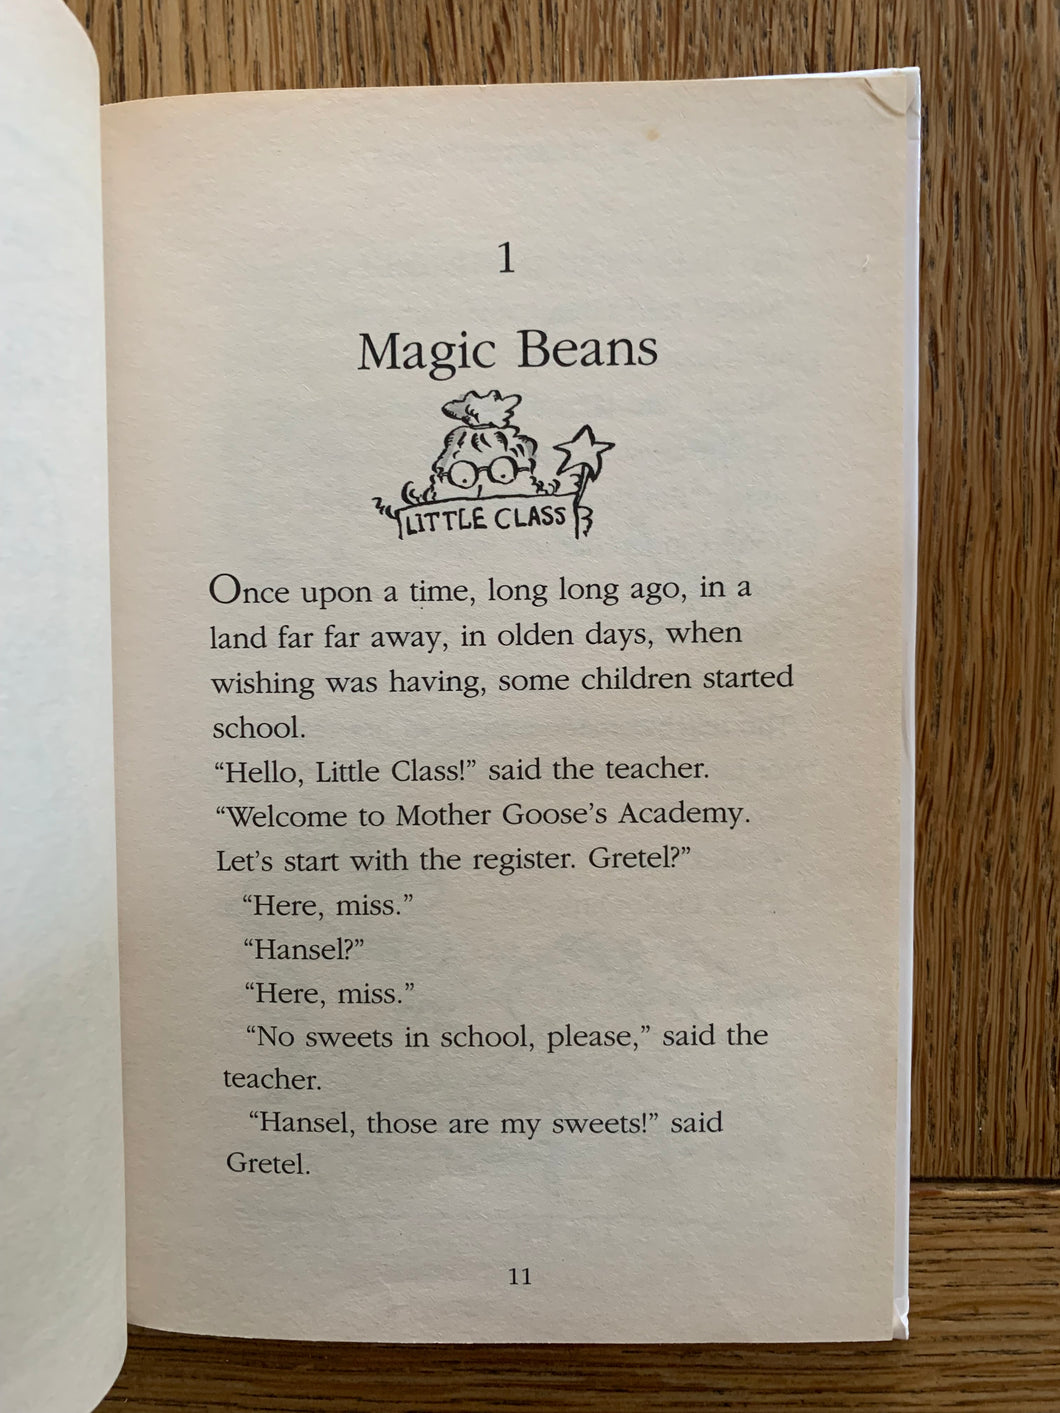 1
Magic Beans
LITTLE CLASS
Once upon a time, long long ago, in a
land far far away, in olden days, when
wishing was having, some children started
school.
“Hello, Little Class!” said the teacher.
“Welcome to Mother Goose’s Academy.
Let’s start with the register. Gretel?”
“Here, miss.”
“Hansel?”
“Here, miss.”
“No sweets in school, please,” said the
teacher.
“Hansel, those are my sweets!” said
Gretel.
11